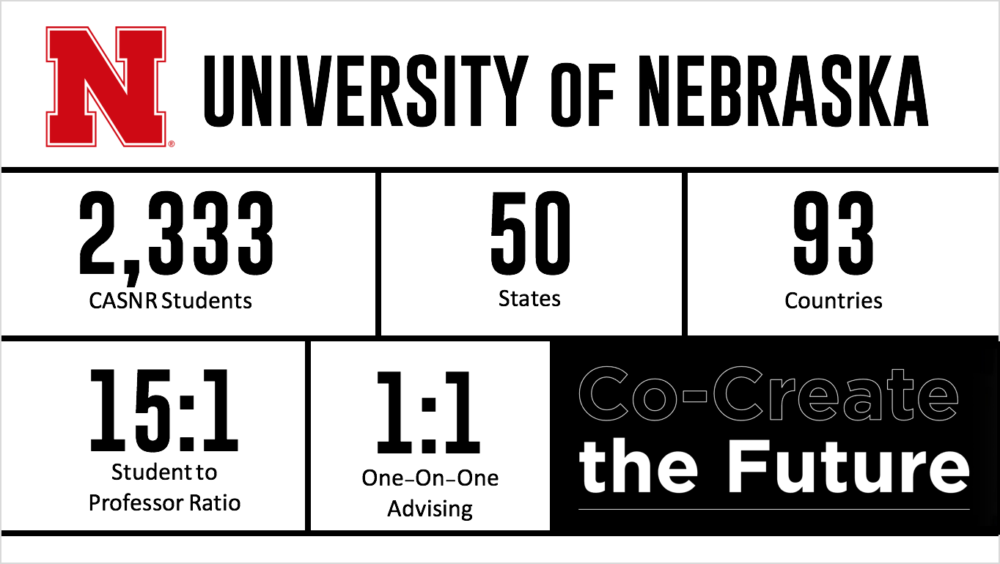 N
®
UNIVERSITY OF NEBRASKA
2,333
CASNR Students
50
States
93
Countries
15:1
Student to
Professor Ratio
1:1
One–On–One
Advising
Co-Create
the Future